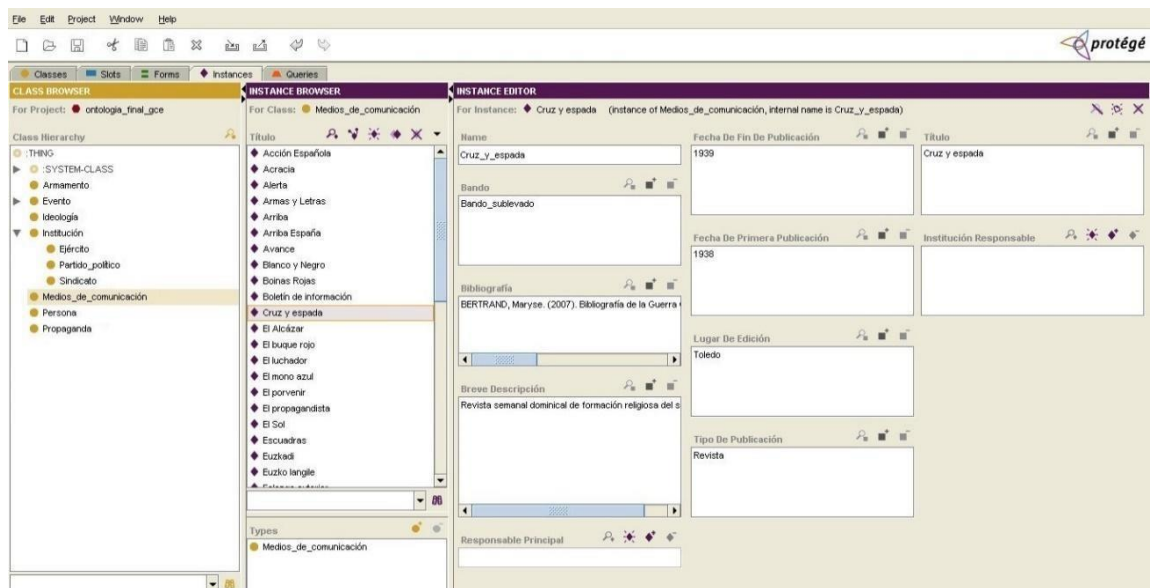 File Edit Project Window Help
protégé
Classes Slots Forms Instances Queries
CLASS BROWSER
For Project: ontologia_final_gce
Class Hierarchy
:THING
:SYSTEM-CLASS
Armamento
Evento
Ideología
Institución
Ejército
Partido_político
Sindicato
Medios_de_comunicación
Persona
Propaganda
INSTANCE BROWSER
For Class: Medios_de_comunicación
Título
Acción Española
Acracia
Alerta
Armas y Letras
Arriba
Arriba España
Avance
Blanco y Negro
Boinas Rojas
Boletín de información
Cruz y espada
El Alcázar
El buque rojo
El luchador
El mono azul
El porvenir
El propagandista
El Sol
Escuadras
Euzkadi
Euzko langile
Types
Medios_de_comunicación
INSTANCE EDITOR
For Instance: Cruz y espada (instance of Medios_de_comunicación, internal name is Cruz_y_espada)
Name
Cruz_y_espada
Bando
Bando_sublevado
Bibliografía
BERTRAND, Maryse. (2007). Bibliografía de la Guerra
Breve Descripción
Revista semanal dominical de formación religiosa del s
Responsable Principal
Fecha De Fin De Publicación
1939
Fecha De Primera Publicación
1938
Lugar De Edición
Toledo
Tipo De Publicación
Revista
Título
Cruz y espada
Institución Responsable